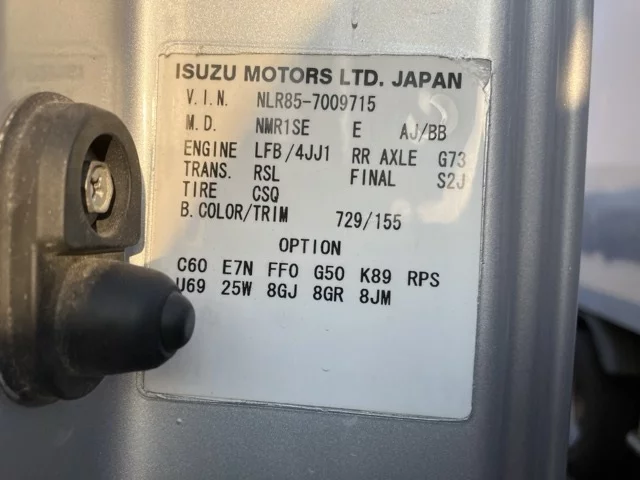 ISUZU MOTORS LTD. JAPAN
V.I.N. NLR85-7009715
M.D. NMR1SE E AJ/BB
ENGINE LFB/4JJ1 RR AXLE G73
TRANS. RSL FINAL S2J
TIRE CSQ
B.COLOR/TRIM 729/155
OPTION
C60 E7N FF0 G50 K89 RPS
U69 25W 8GJ 8GR 8JM